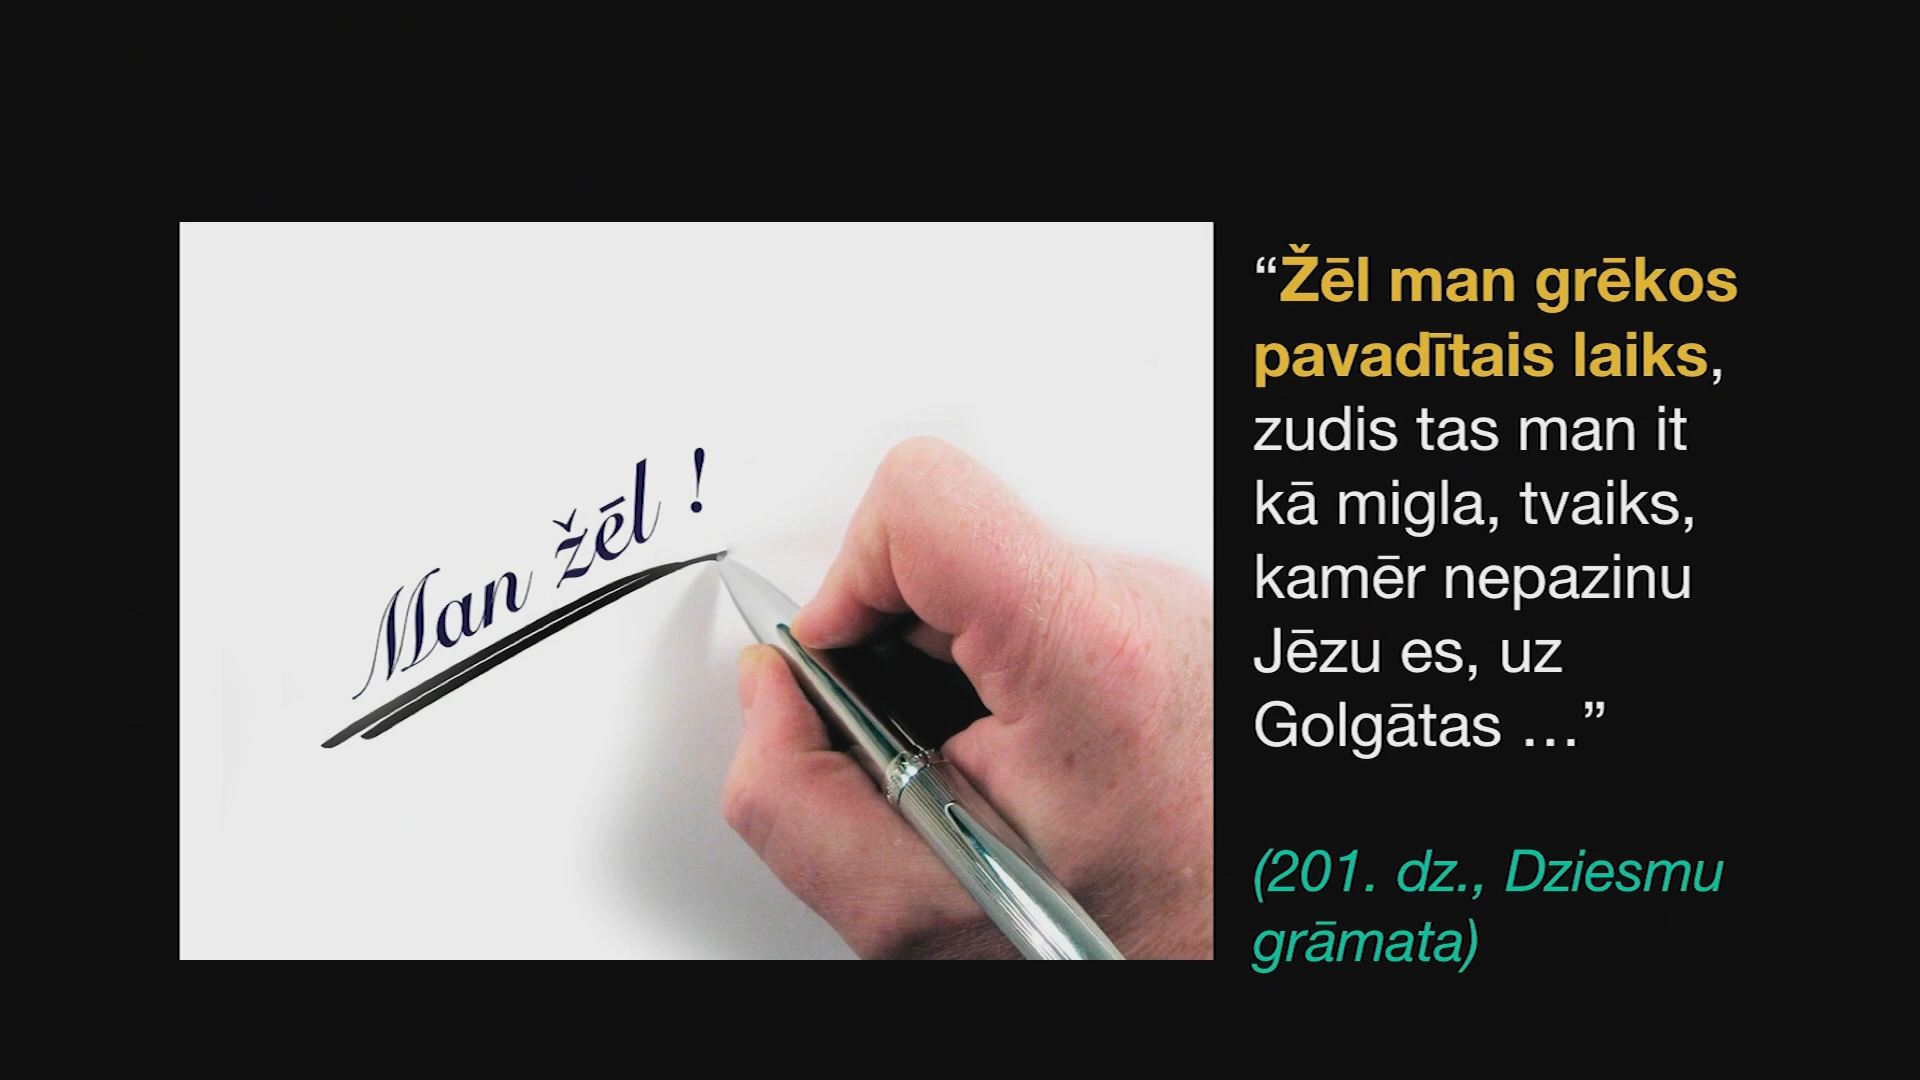 Man žēl !
“Žēl man grēkos
pavadītais laiks,
zudis tas man it
kā migla, tvaiks,
kamēr nepazinu
Jēzu es, uz
Golgātas …”
(201. dz., Dziesmu
grāmata)